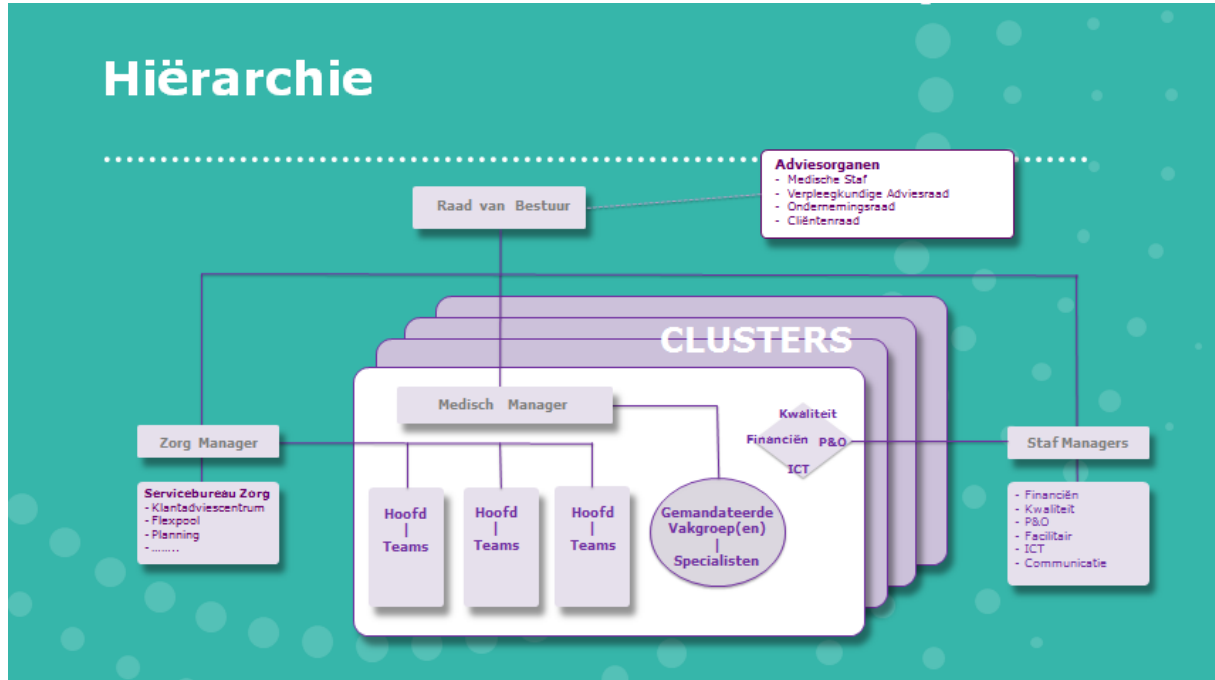 Hiërarchie
Adviesorganen
- Medische Staf
- Verpleegkundige Adviesraad
- Ondernemingsraad
- Cliëntenraad
Raad van Bestuur
CLUSTERS
Medisch Manager
Kwaliteit
Financiën P&O
ICT
Zorg Manager
Staf Managers
Servicebureau Zorg
- Klantadviescentrum
- Flexpool
- Planning
- ........
Hoofd
|
Teams
Hoofd
|
Teams
Hoofd
|
Teams
Gemandateerde
Vakgroep(en)
|
Specialisten
- Financiën
- Kwaliteit
- P&O
- Facilitair
- ICT
- Communicatie